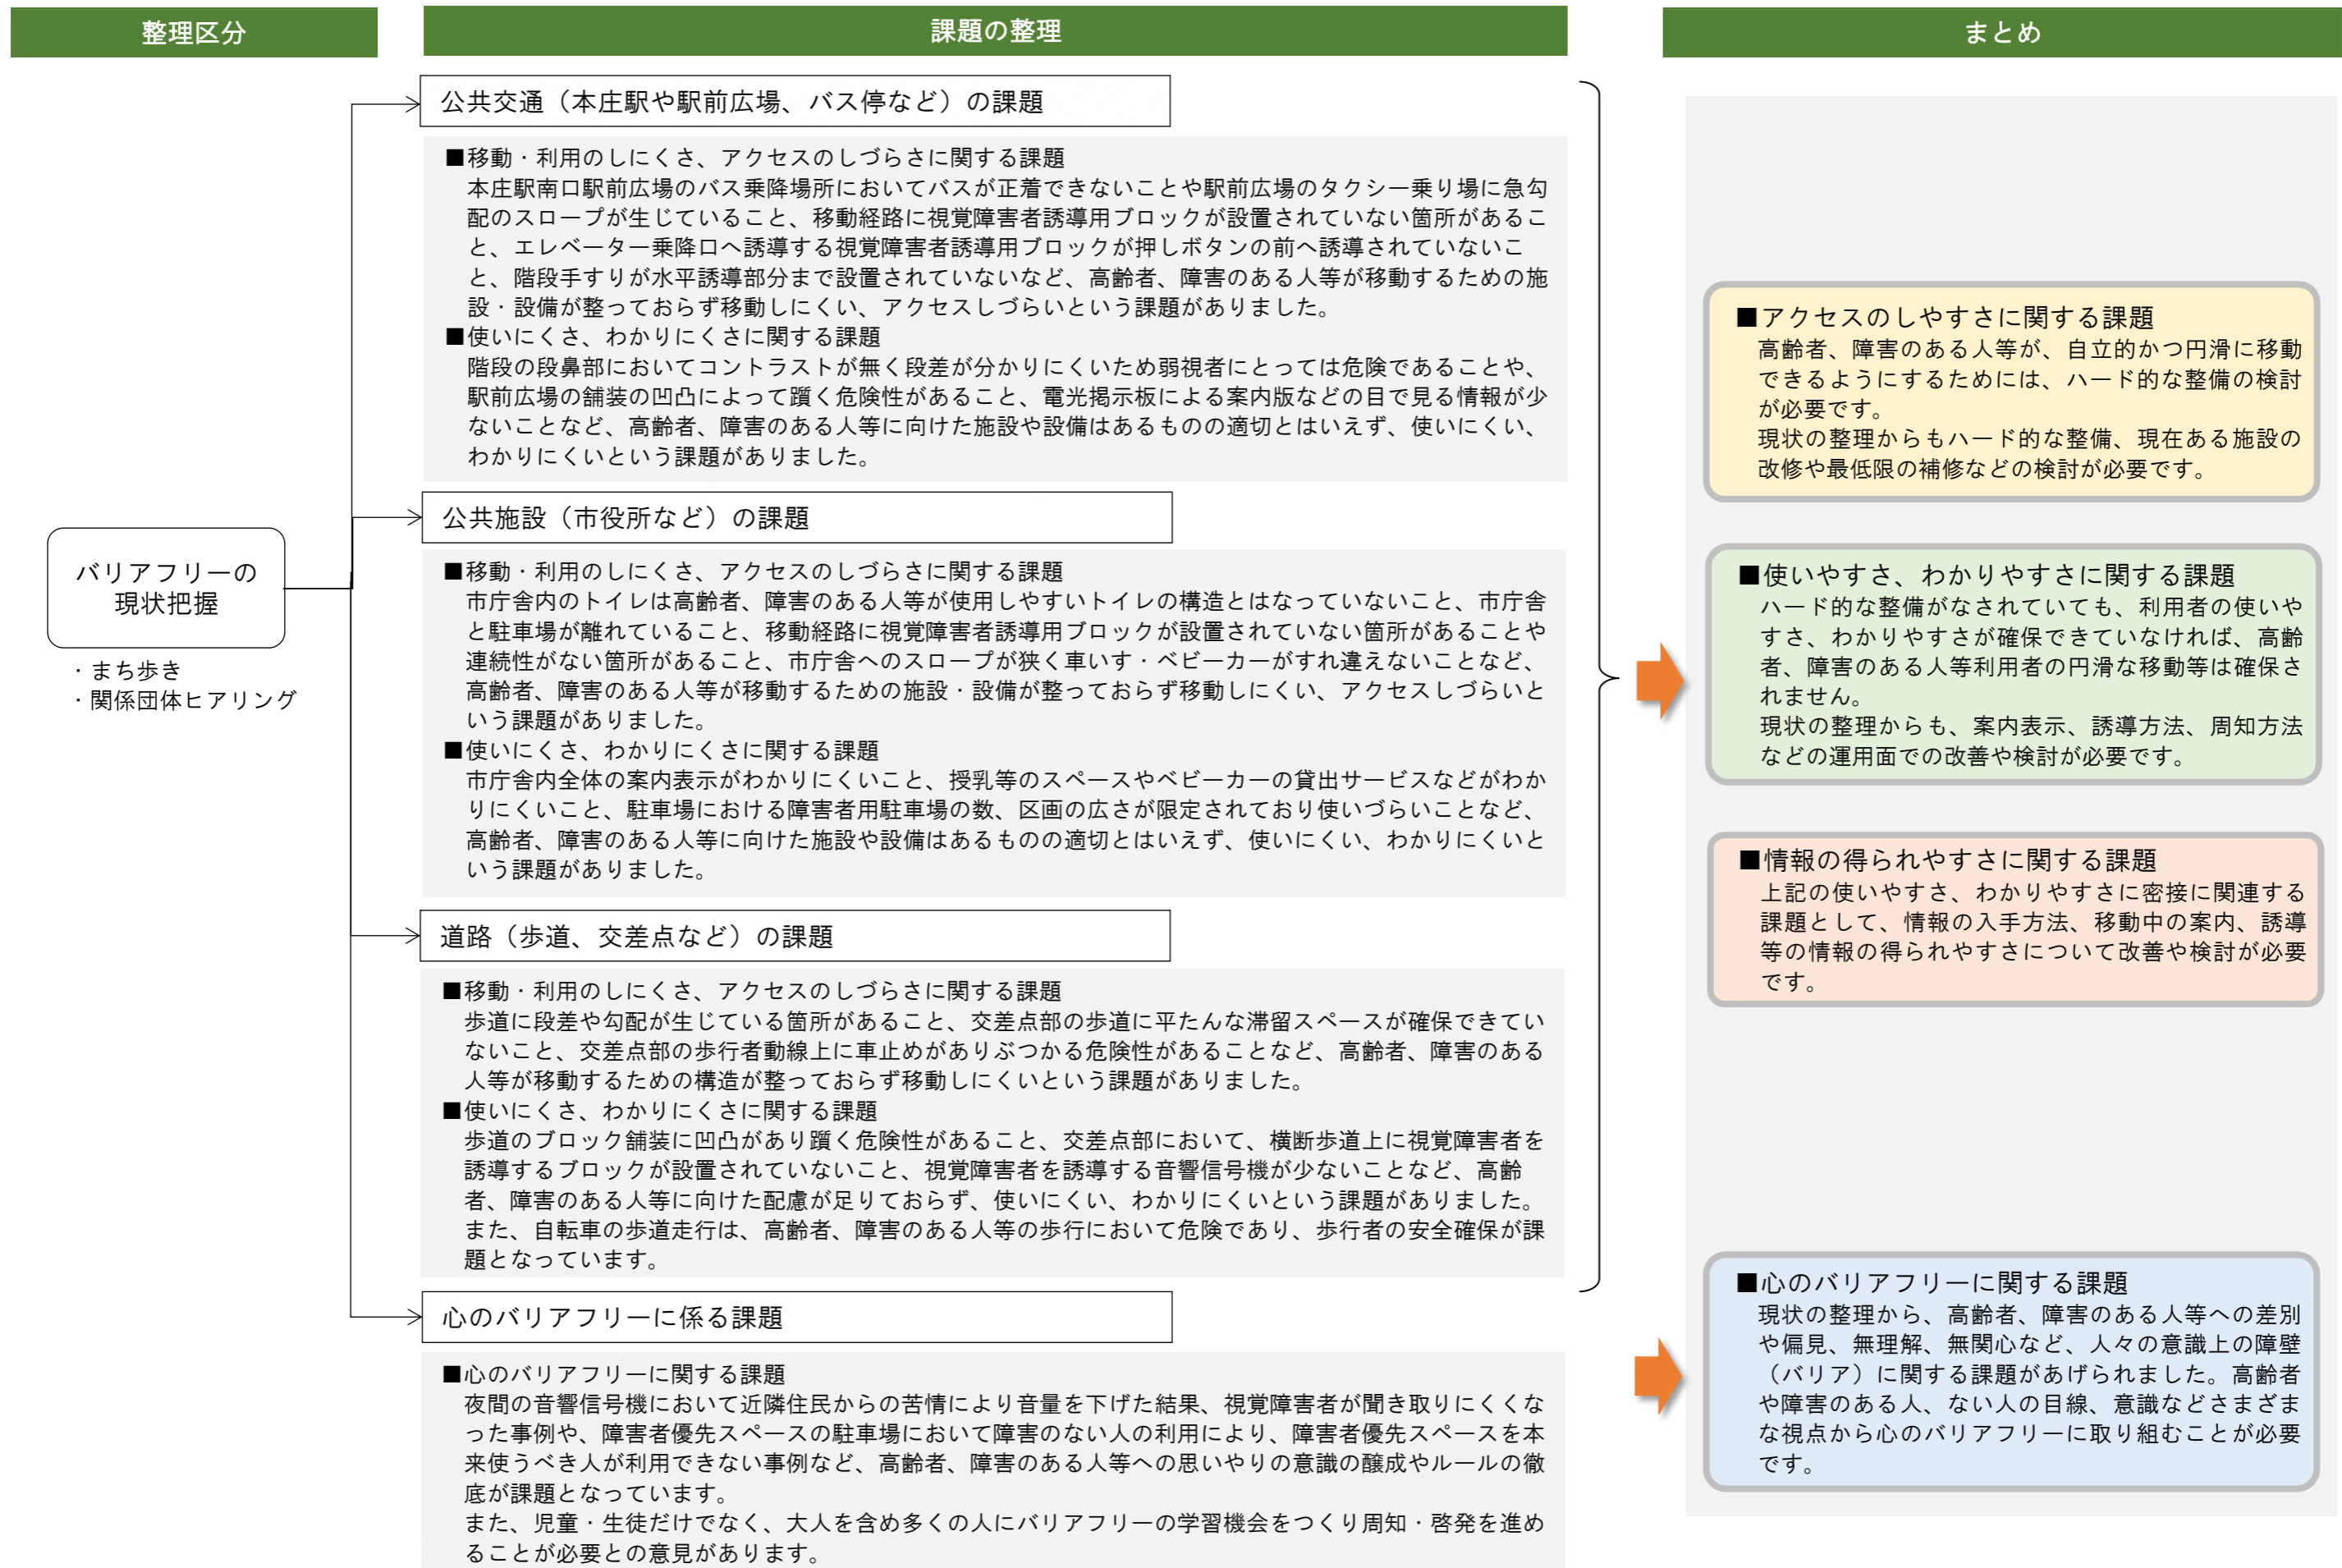 整理区分
課題の整理
まとめ
バリアフリーの
現状把握
・まち歩き
・関係団体ヒアリング
公共交通（本庄駅や駅前広場、バス停など）の課題
■移動・利用のしにくさ、アクセスのしづらさに関する課題
本庄駅南口駅前広場のバス乗降場所においてバスが正着できないことや駅前広場のタクシー乗り場に急勾
配のスロープが生じていること、移動経路に視覚障害者誘導用ブロックが設置されていない箇所があるこ
と、エレベーター乗降口へ誘導する視覚障害者誘導用ブロックが押しボタンの前へ誘導されていないこ
と、階段手すりが水平誘導部分まで設置されていないなど、高齢者、障害のある人等が移動するための施
設・設備が整っておらず移動しにくい、アクセスしづらいという課題がありました。
■使いにくさ、わかりにくさに関する課題
階段の段鼻部においてコントラストが無く段差が分かりにくいため弱視者にとっては危険であることや、
駅前広場の舗装の凹凸によって躓く危険性があること、電光掲示板による案内版などの目で見る情報が少
ないことなど、高齢者、障害のある人等に向けた施設や設備はあるものの適切とはいえず、使いにくい、
わかりにくいという課題がありました。
公共施設（市役所など）の課題
■移動・利用のしにくさ、アクセスのしづらさに関する課題
市庁舎内のトイレは高齢者、障害のある人等が使用しやすいトイレの構造とはなっていないこと、市庁舎
と駐車場が離れていること、移動経路に視覚障害者誘導用ブロックが設置されていない箇所があることや
連続性がない箇所があること、市庁舎へのスロープが狭く車いす・ベビーカーがすれ違えないことなど、
高齢者、障害のある人等が移動するための施設・設備が整っておらず移動しにくい、アクセスしづらいと
いう課題がありました。
■使いにくさ、わかりにくさに関する課題
市庁舎内全体の案内表示がわかりにくいこと、授乳等のスペースやベビーカーの貸出サービスなどがわか
りにくいこと、駐車場における障害者用駐車場の数、区画の広さが限定されており使いづらいことなど、
高齢者、障害のある人等に向けた施設や設備はあるものの適切とはいえず、使いにくい、わかりにくいと
いう課題がありました。
道路（歩道、交差点など）の課題
■移動・利用のしにくさ、アクセスのしづらさに関する課題
歩道に段差や勾配が生じている箇所があること、交差点部の歩道に平たんな滞留スペースが確保できてい
ないこと、交差点部の歩行者動線上に車止めがありぶつかる危険性があることなど、高齢者、障害のある
人等が移動するための構造が整っておらず移動しにくいという課題がありました。
■使いにくさ、わかりにくさに関する課題
歩道のブロック舗装に凹凸があり躓く危険性があること、交差点部において、横断歩道上に視覚障害者を
誘導するブロックが設置されていないこと、視覚障害者を誘導する音響信号機が少ないことなど、高齢
者、障害のある人等に向けた配慮が足りておらず、使いにくい、わかりにくいという課題がありました。
また、自転車の歩道走行は、高齢者、障害のある人等の歩行において危険であり、歩行者の安全確保が課
題となっています。
心のバリアフリーに係る課題
■心のバリアフリーに関する課題
夜間の音響信号機において近隣住民からの苦情により音量を下げた結果、視覚障害者が聞き取りにくくな
った事例や、障害者優先スペースの駐車場において障害のない人の利用により、障害者優先スペースを本
来使うべき人が利用できない事例など、高齢者、障害のある人等への思いやりの意識の醸成やルールの徹
底が課題となっています。
また、児童・生徒だけでなく、大人を含め多くの人にバリアフリーの学習機会をつくり周知・啓発を進め
ることが必要との意見があります。
■アクセスのしやすさに関する課題
高齢者、障害のある人等が、自立的かつ円滑に移動
できるようにするためには、ハード的な整備の検討
が必要です。
現状の整理からもハード的な整備、現在ある施設の
改修や最低限の補修などの検討が必要です。
■使いやすさ、わかりやすさに関する課題
ハード的な整備がなされていても、利用者の使いや
すさ、わかりやすさが確保できていなければ、高齢
者、障害のある人等利用者の円滑な移動等は確保さ
れません。
現状の整理からも、案内表示、誘導方法、周知方法
などの運用面での改善や検討が必要です。
■情報の得られやすさに関する課題
上記の使いやすさ、わかりやすさに密接に関連する
課題として、情報の入手方法、移動中の案内、誘導
等の情報の得られやすさについて改善や検討が必要
です。
■心のバリアフリーに関する課題
現状の整理から、高齢者、障害のある人等への差別
や偏見、無理解、無関心など、人々の意識上の障壁
（バリア）に関する課題があげられました。高齢者
や障害のある人、ない人の目線、意識などさまざま
な視点から心のバリアフリーに取り組むことが必要
です。